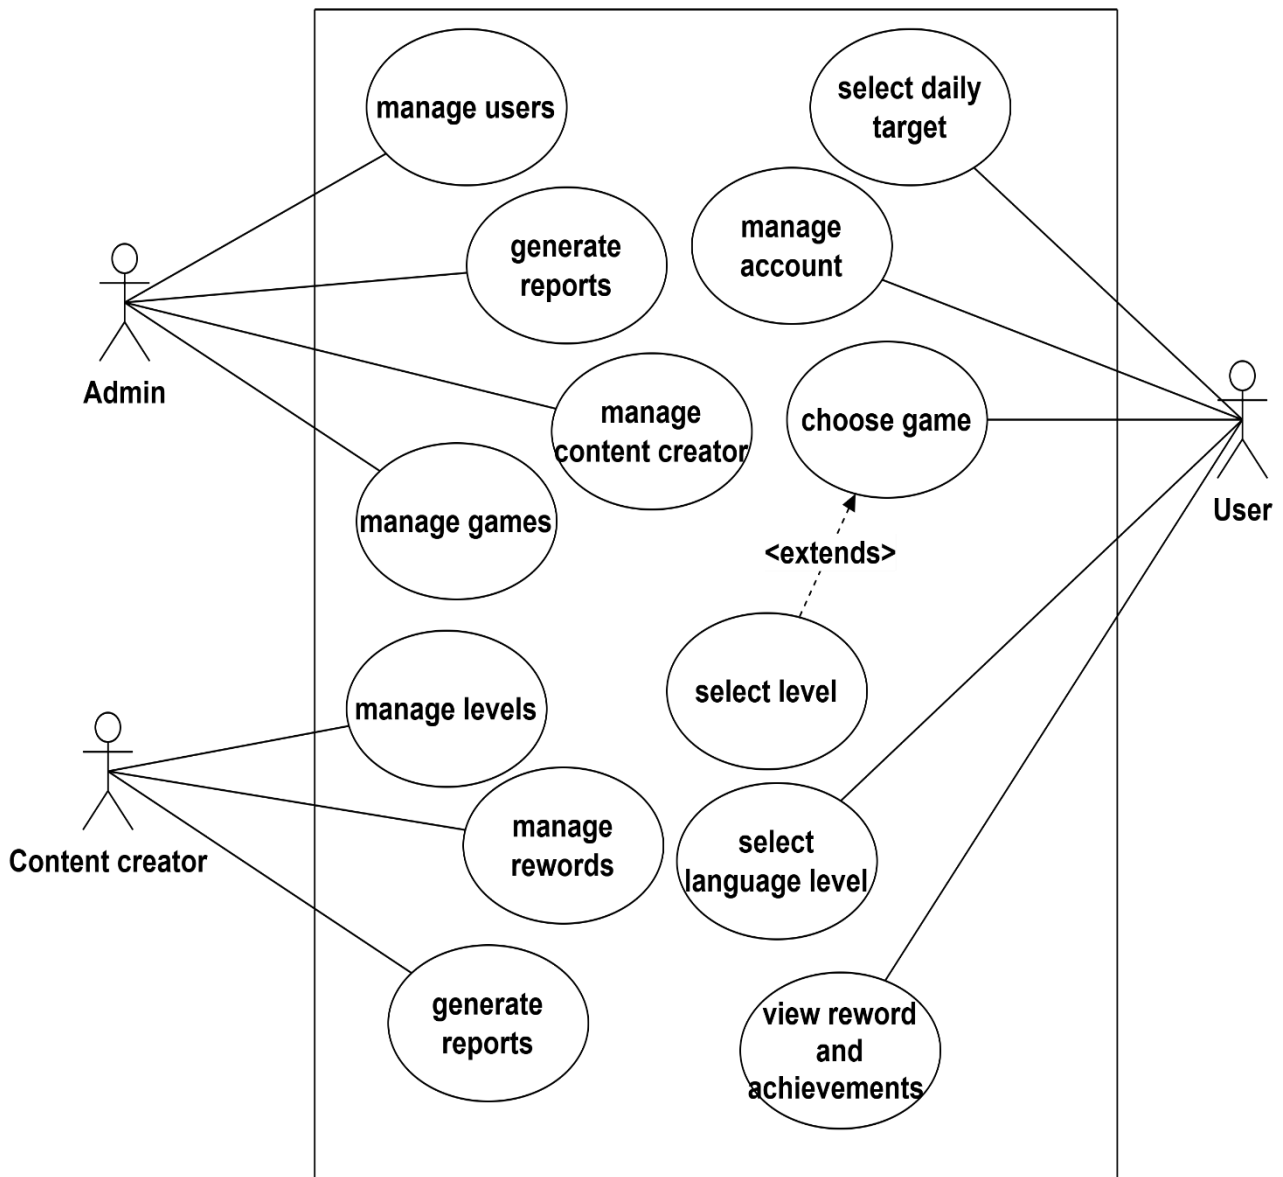 manage users
select daily
target
generate
reports
manage
account
Admin
manage
content creator
choose game
manage games
User
<extends>
manage levels
select level
Content creator
manage
rewords
select
language level
generate
reports
view reword
and
achievements